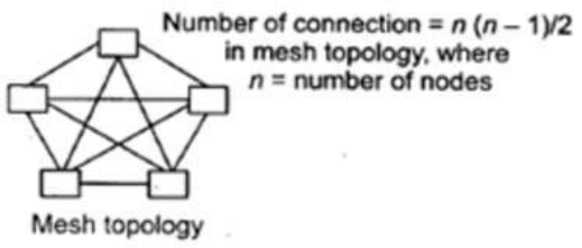 Number of connection = n (n – 1)/2
in mesh topology, where
n = number of nodes
Mesh topology